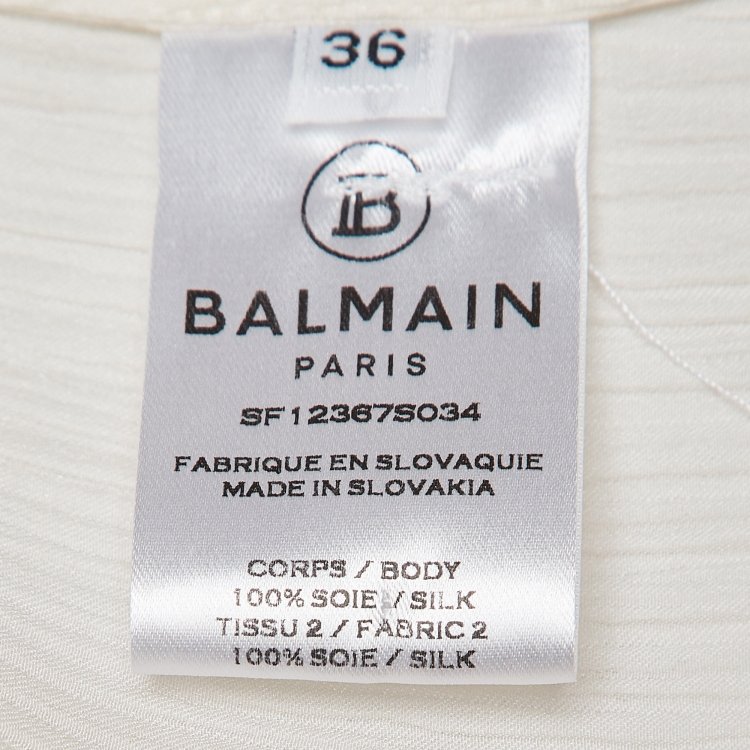 36
B
BALMAIN
PARIS
SF12367S034
FABRIQUE EN SLOVAQUIE
MADE IN SLOVAKIA
CORPS / BODY
100% SOIE / SILK
TISSU 2 / FABRIC 2
100% SOIE / SILK